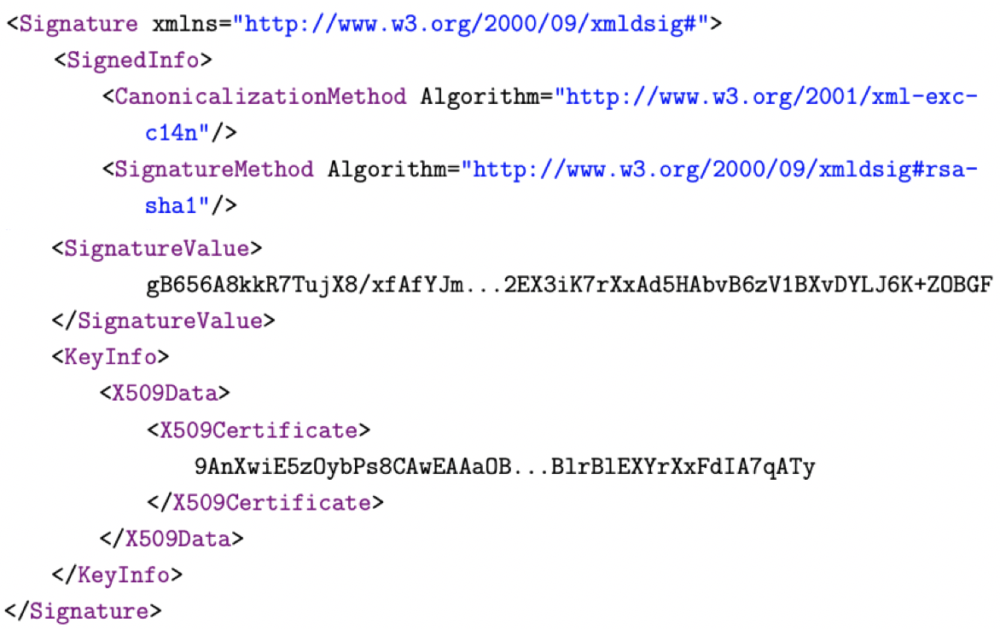 <Signature xmlns="http://www.w3.org/2000/09/xmldsig#">
<SignedInfo>
<CanonicalizationMethod Algorithm="http://www.w3.org/2001/xml-exc-
c14n"/>
<SignatureMethod Algorithm="http://www.w3.org/2000/09/xmldsig#rsa-
sha1"/>
<SignatureValue>
gB656A8kkR7TujX8/xfAfYJm...2EX3iK7rXxAd5HAbvB6zV1BXvDYLJ6K+ZOBGF
</SignatureValue>
<KeyInfo>
<X509Data>
<X509Certificate>
9AnXwiE5zOybPs8CAwEAAaOB...BlrBlEXYrXxFdIA7qATy
</X509Certificate>
</X509Data>
</KeyInfo>
</Signature>